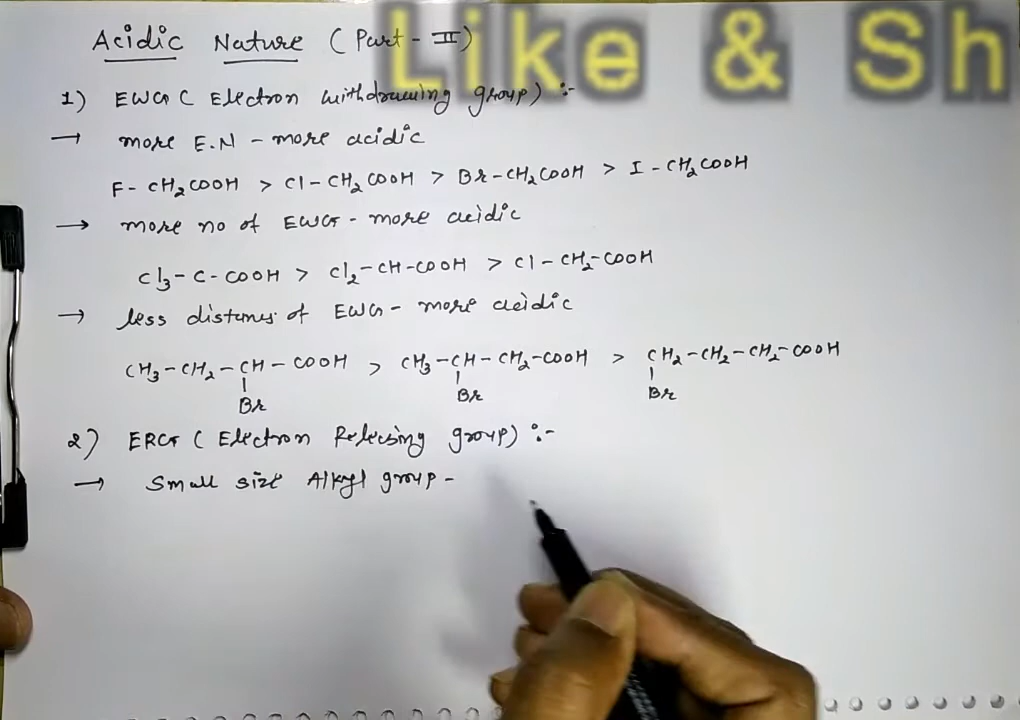 Like & Sh
Acidic Nature (Part-II)
1) EWG ( Electron withdrawing group) :-
→ more E.N - more acidic
F-CH2COOH > Cl-CH2COOH > Br-CH2COOH > I-CH2COOH
→ more no of EWG - more acidic
Cl3-C-COOH > Cl2-CH-COOH > Cl-CH2-COOH
→ less distance of EWG - more acidic
CH3-CH2-CH-COOH > CH3-CH-CH2-COOH > CH2-CH2-CH2-COOH
Br Br Br
2) ERG ( Electron Releasing group) :-
→ Small size Alkyl group -